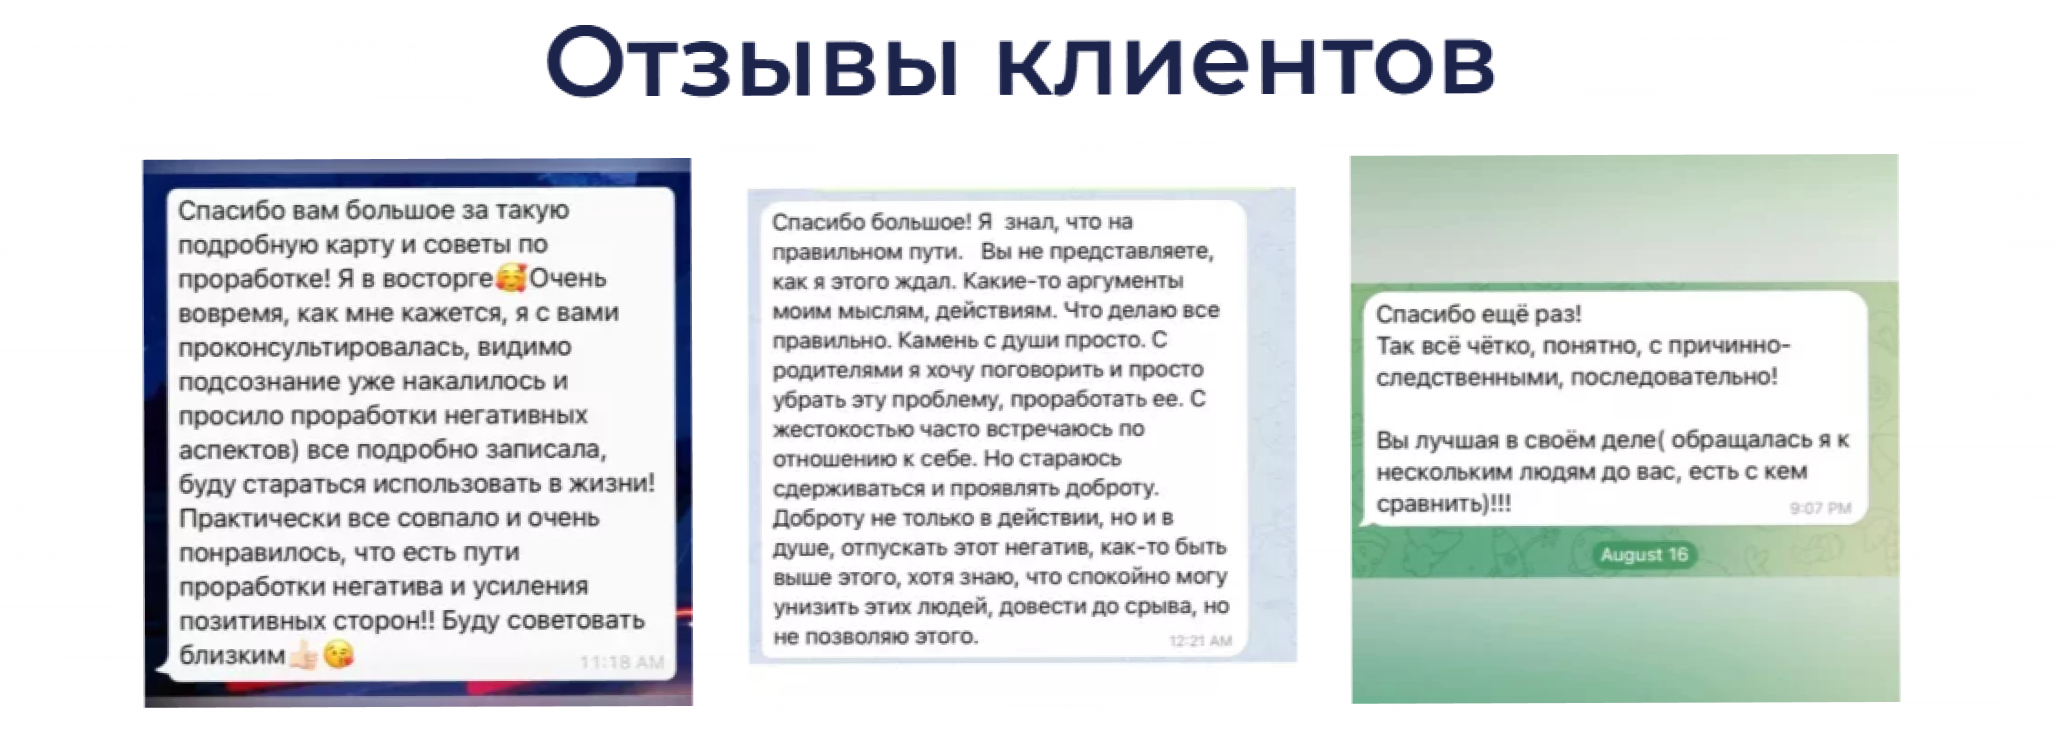 Отзывы клиентов
Спасибо вам большое за такую
подробную карту и советы по
проработке! Я в восторге🥰Очень
вовремя, как мне кажется, я с вами
проконсультировалась, видимо
подсознание уже накалилось и
просило проработки негативных
аспектов) все подробно записала,
буду стараться использовать в жизни!
Практически все совпало и очень
понравилось, что есть пути
проработки негатива и усиления
позитивных сторон!! Буду советовать
близким👍🏻😘
11:18 AM
Спасибо большое! Я знал, что на
правильном пути. Вы не представляете,
как я этого ждал. Какие-то аргументы
моим мыслям, действиям. Что делаю все
правильно. Камень с души просто. С
родителями я хочу поговорить и просто
убрать эту проблему, проработать ее. С
жестокостью часто встречаюсь по
отношению к себе. Но стараюсь
сдерживаться и проявлять доброту.
Доброту не только в действии, но и в
душе, отпускать этот негатив, как-то быть
выше этого, хотя знаю, что спокойно могу
унизить этих людей, довести до срыва, но
не позволяю этого.
12:21 AM
Спасибо ещё раз!
Так всё чётко, понятно, с причинно-
следственными, последовательно!
Вы лучшая в своём деле( обращалась я к
нескольким людям до вас, есть с кем
сравнить)!!!
9:07 PM
August 16